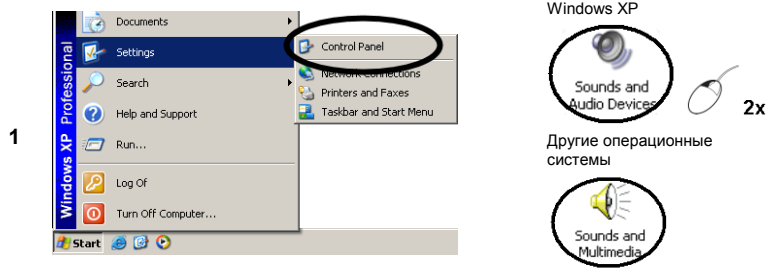 1
Windows XP Professional
Documents
Settings
Search
Help and Support
Run...
Log Of
Turn Off Computer...
Start
Control Panel
Network Connections
Printers and Faxes
Taskbar and Start Menu
Windows XP
Sounds and
Audio Devices
2x
Другие операционные
системы
Sounds and
Multimedia